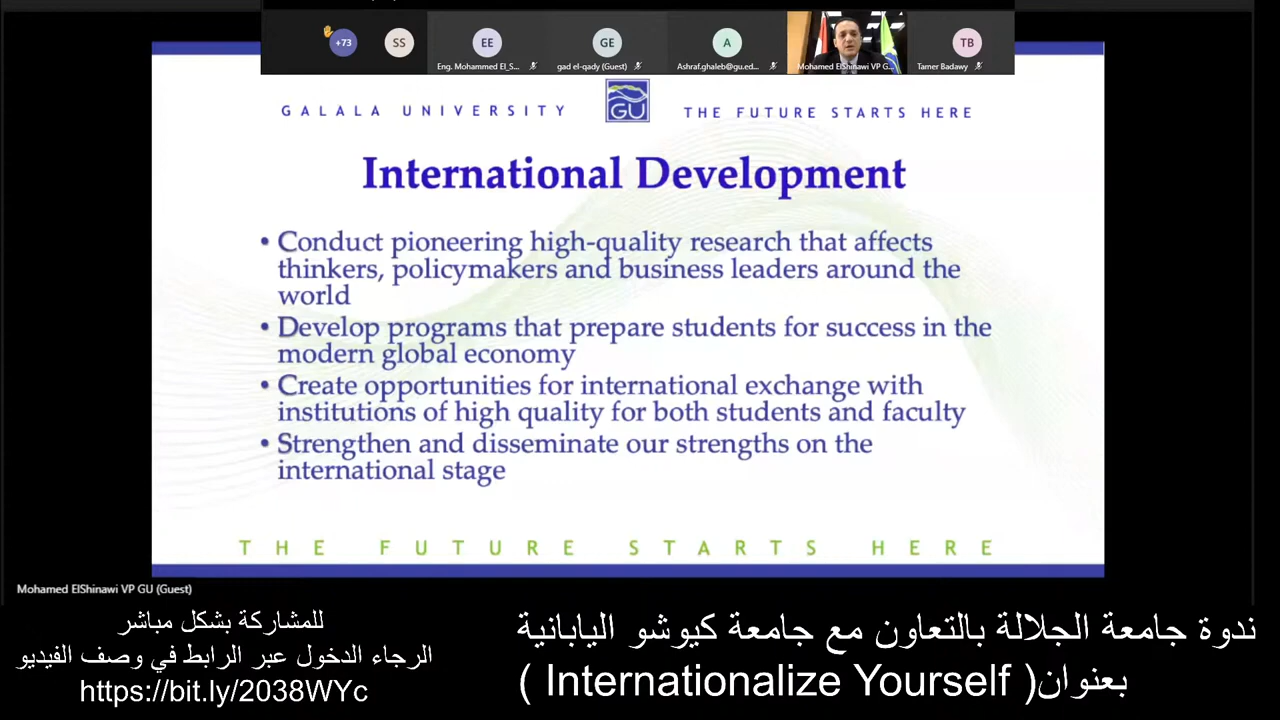 +73
SS
EE
GE
A
TB
Eng. Mohammed El_S...
gad el-qady (Guest)
Ashraf.ghaleb@gu.ed...
Mohamed ElShinawi VP G...
Tamer Badawy
GALALA UNIVERSITY
GU
THE FUTURE STARTS HERE
International Development
• Conduct pioneering high-quality research that affects
thinkers, policymakers and business leaders around the
world
• Develop programs that prepare students for success in the
modern global economy
• Create opportunities for international exchange with
institutions of high quality for both students and faculty
• Strengthen and disseminate our strengths on the
international stage
THE FUTURE STARTS HERE
Mohamed ElShinawi VP GU (Guest)
ندوة جامعة الجلالة بالتعاون مع جامعة كيوشو اليابانية
بعنوان( Internationalize Yourself )
للمشاركة بشكل مباشر
الرجاء الدخول عبر الرابط في وصف الفيديو
https://bit.ly/2038WYc